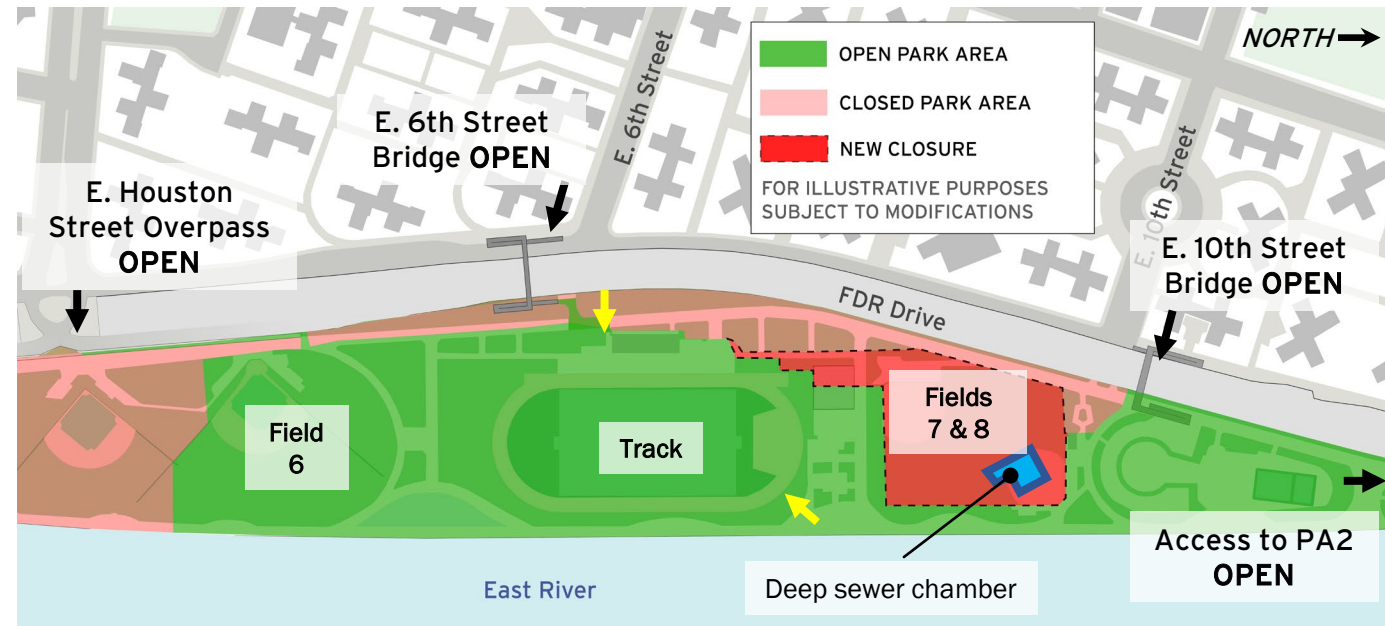 NORTH
OPEN PARK AREA
CLOSED PARK AREA
NEW CLOSURE
FOR ILLUSTRATIVE PURPOSES
SUBJECT TO MODIFICATIONS
E. 6th Street
Bridge OPEN
E. 6th Street
E. Houston
Street Overpass
OPEN
E. 10th Street
E. 10th Street
Bridge OPEN
FDR Drive
Field
6
Track
Fields
7 & 8
Access to PA2
OPEN
Deep sewer chamber
East River